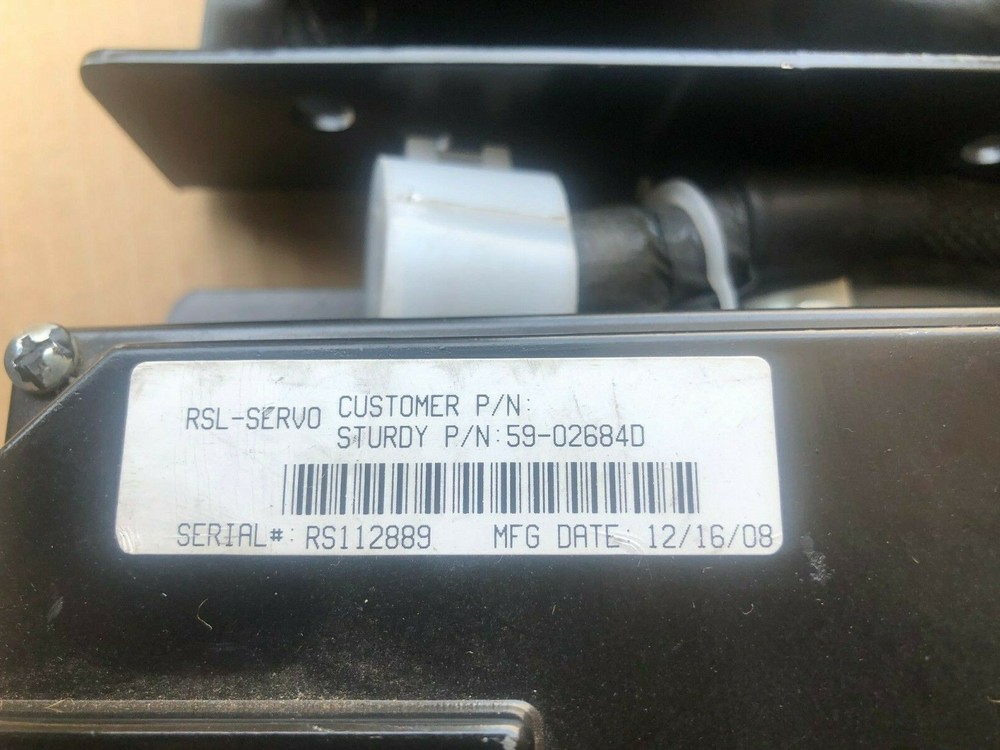 RSL-SERVO CUSTOMER P/N:
STURDY P/N:59-02684D
SERIAL#: RS112889 MFG DATE: 12/16/08